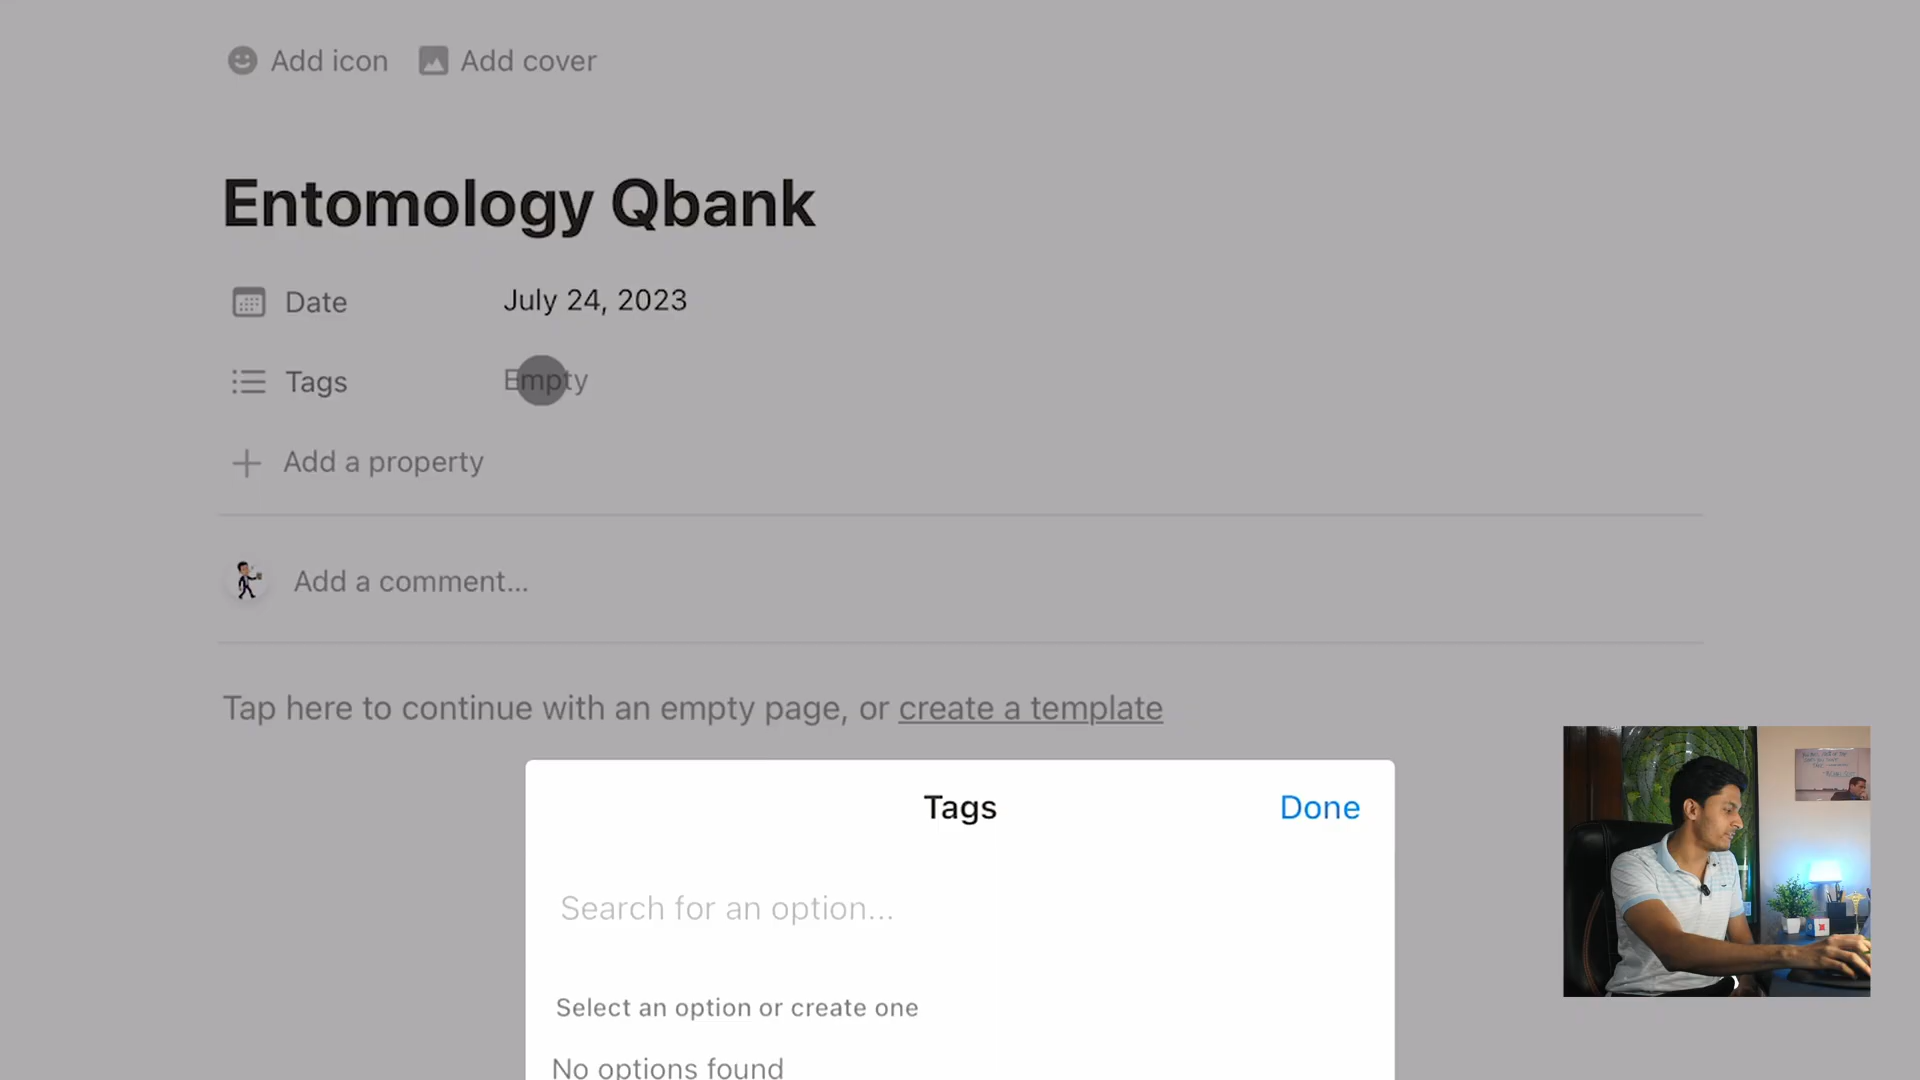 Add icon Add cover
Entomology Qbank
Date July 24, 2023
Tags Empty
Add a property
Add a comment...
Tap here to continue with an empty page, or create a template
Tags Done
Search for an option...
Select an option or create one
No options found